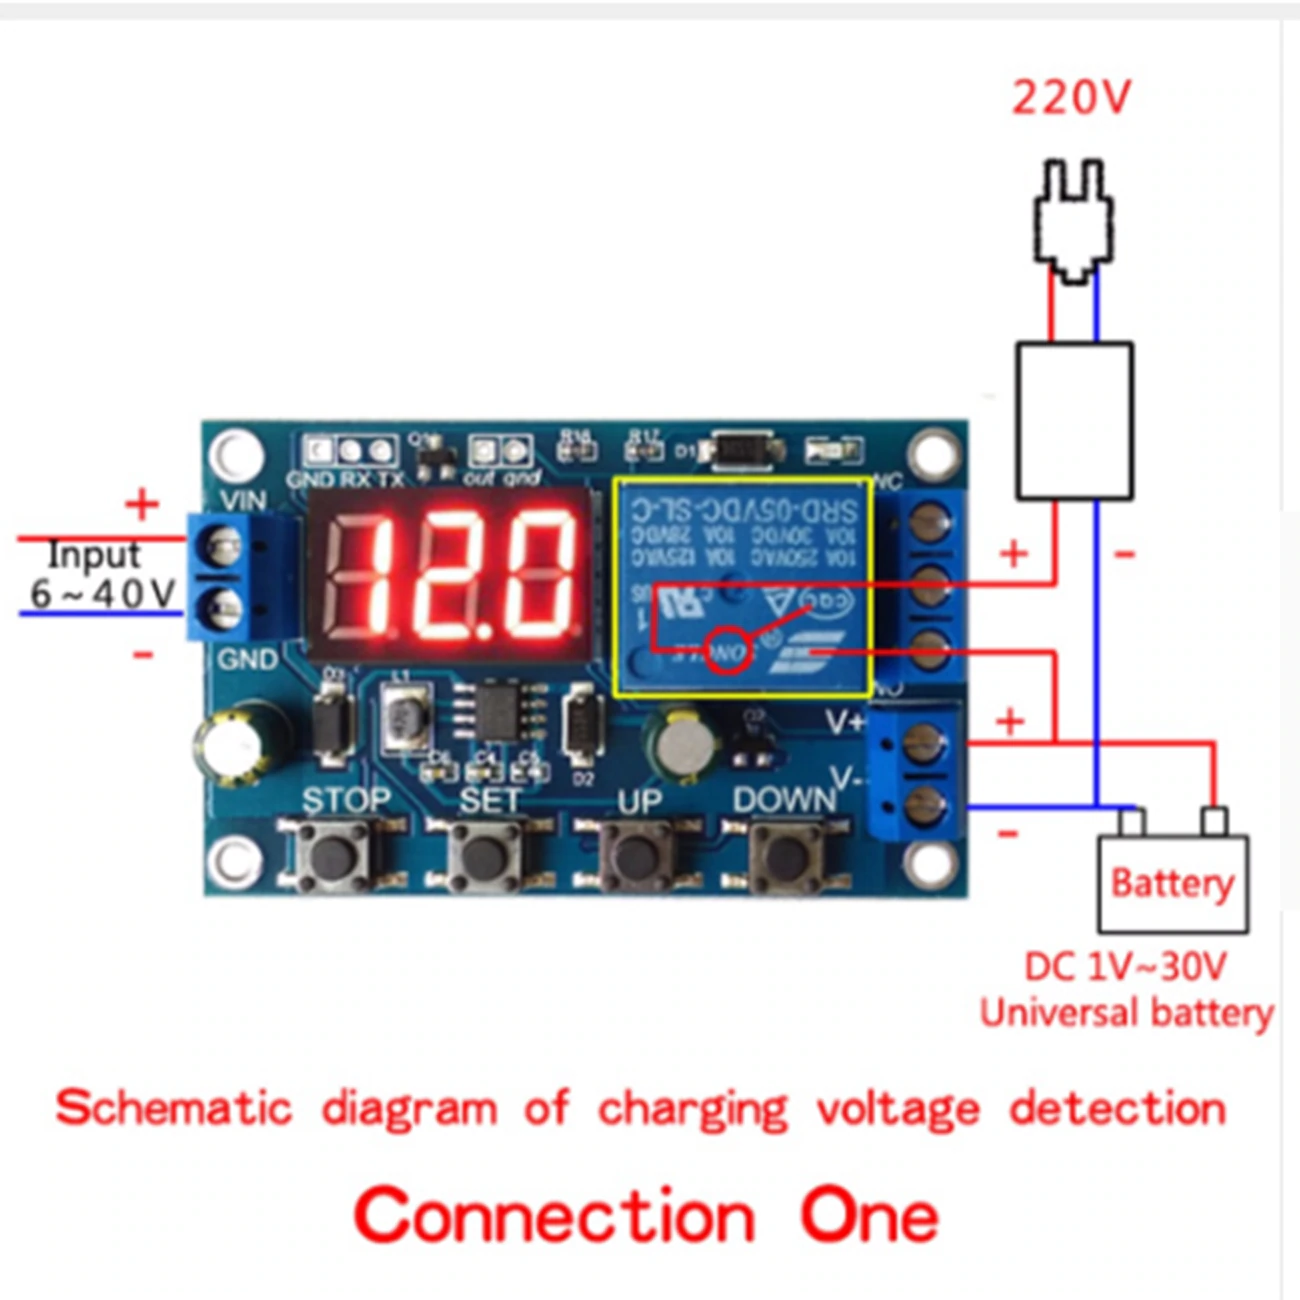 220V
GND RX TX
out gnd
R16
R17
D1
NC
VIN
+
Input
6~40V
-
GND
12.0
SRD-05VDC-SL-C
10A 30VDC 10A 28VDC
10A 250VAC 10A 125VAC
+
-
NO
D3
L1
C6
C4
C5
D2
V+
V-
+
-
STOP
SET
UP
DOWN
Battery
DC 1V~30V
Universal battery
Schematic diagram of charging voltage detection
Connection One